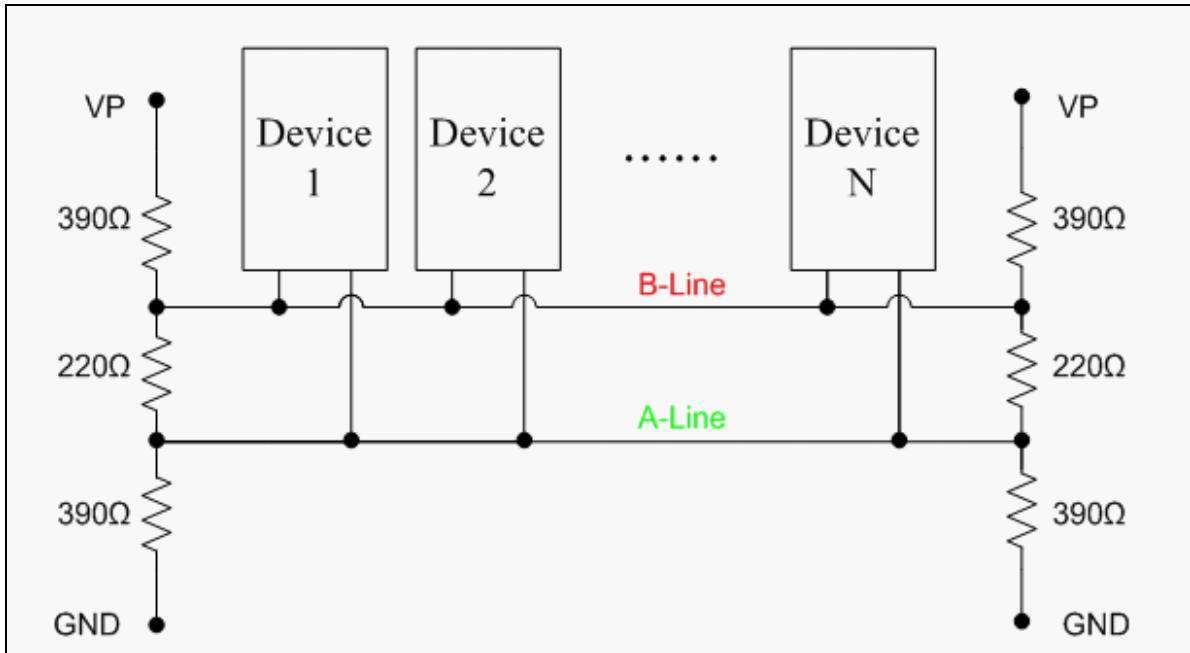 VP
VP
Device
1
Device
2
......
Device
N
390Ω
390Ω
B-Line
220Ω
220Ω
A-Line
390Ω
390Ω
GND
GND